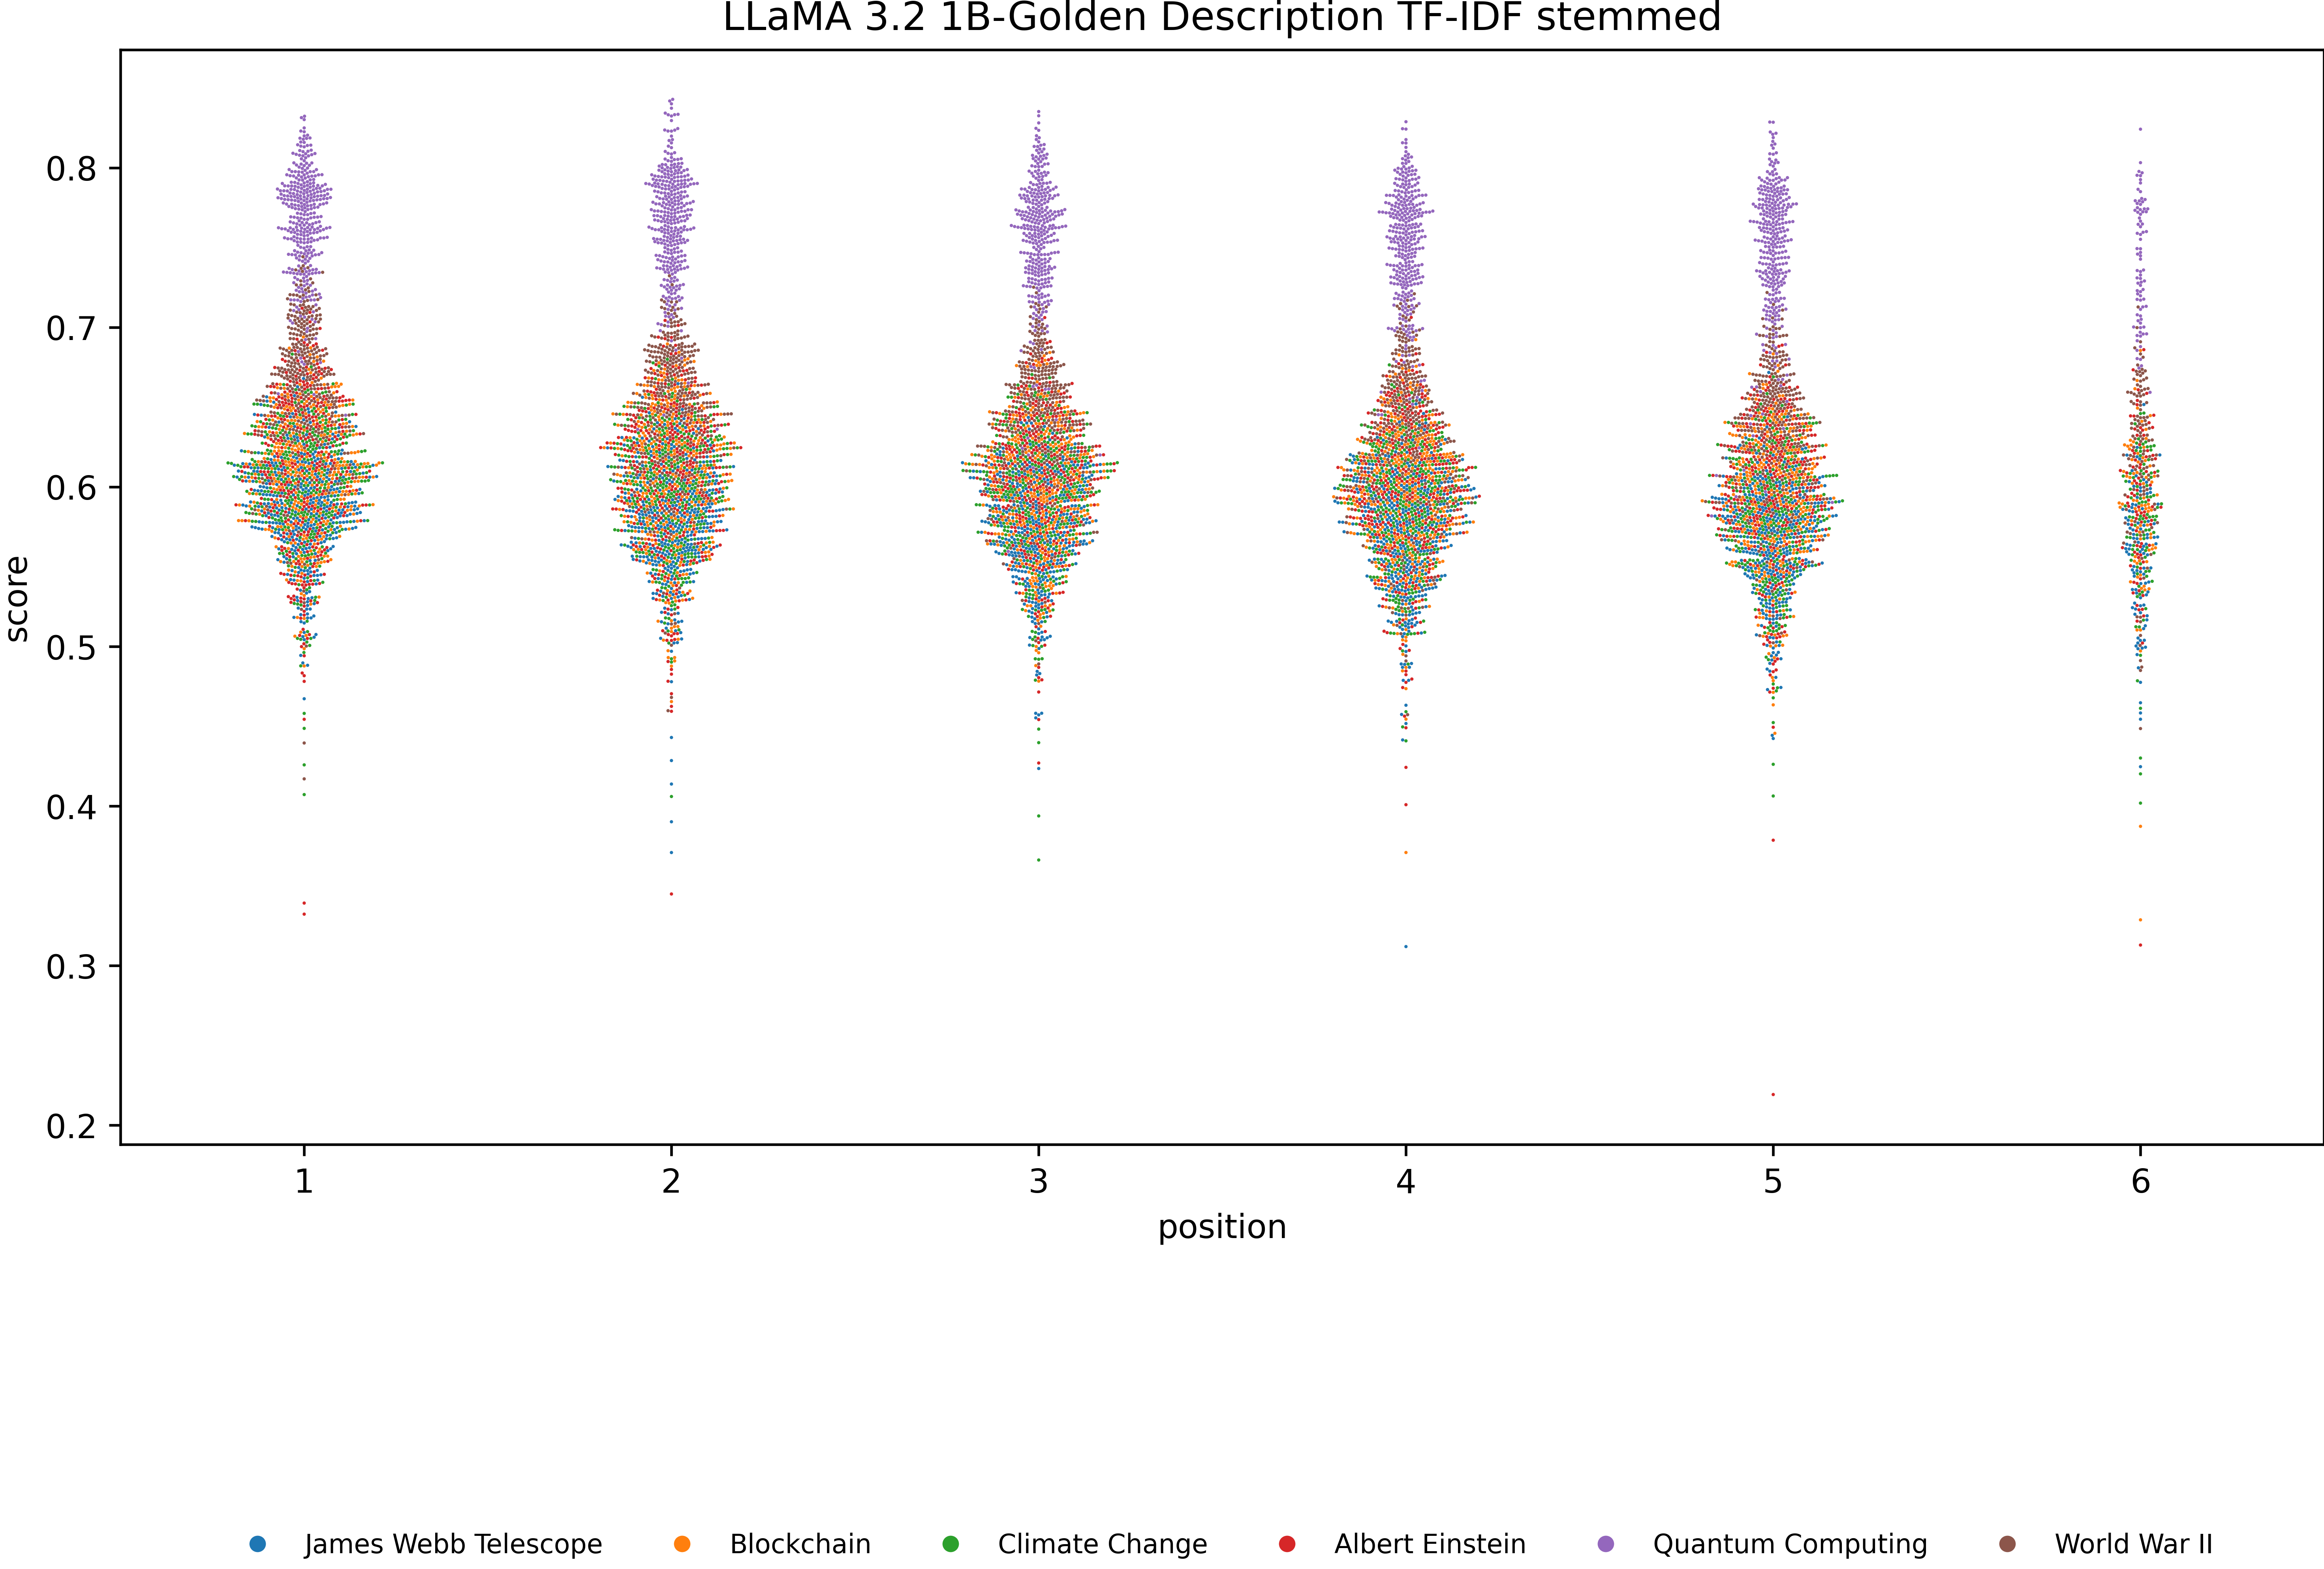 LLaMA 3.2 1B-Golden Description TF-IDF stemmed
score
0.8
0.7
0.6
0.5
0.4
0.3
0.2
1 2 3 4 5 6
position
James Webb Telescope Blockchain Climate Change Albert Einstein Quantum Computing World War II